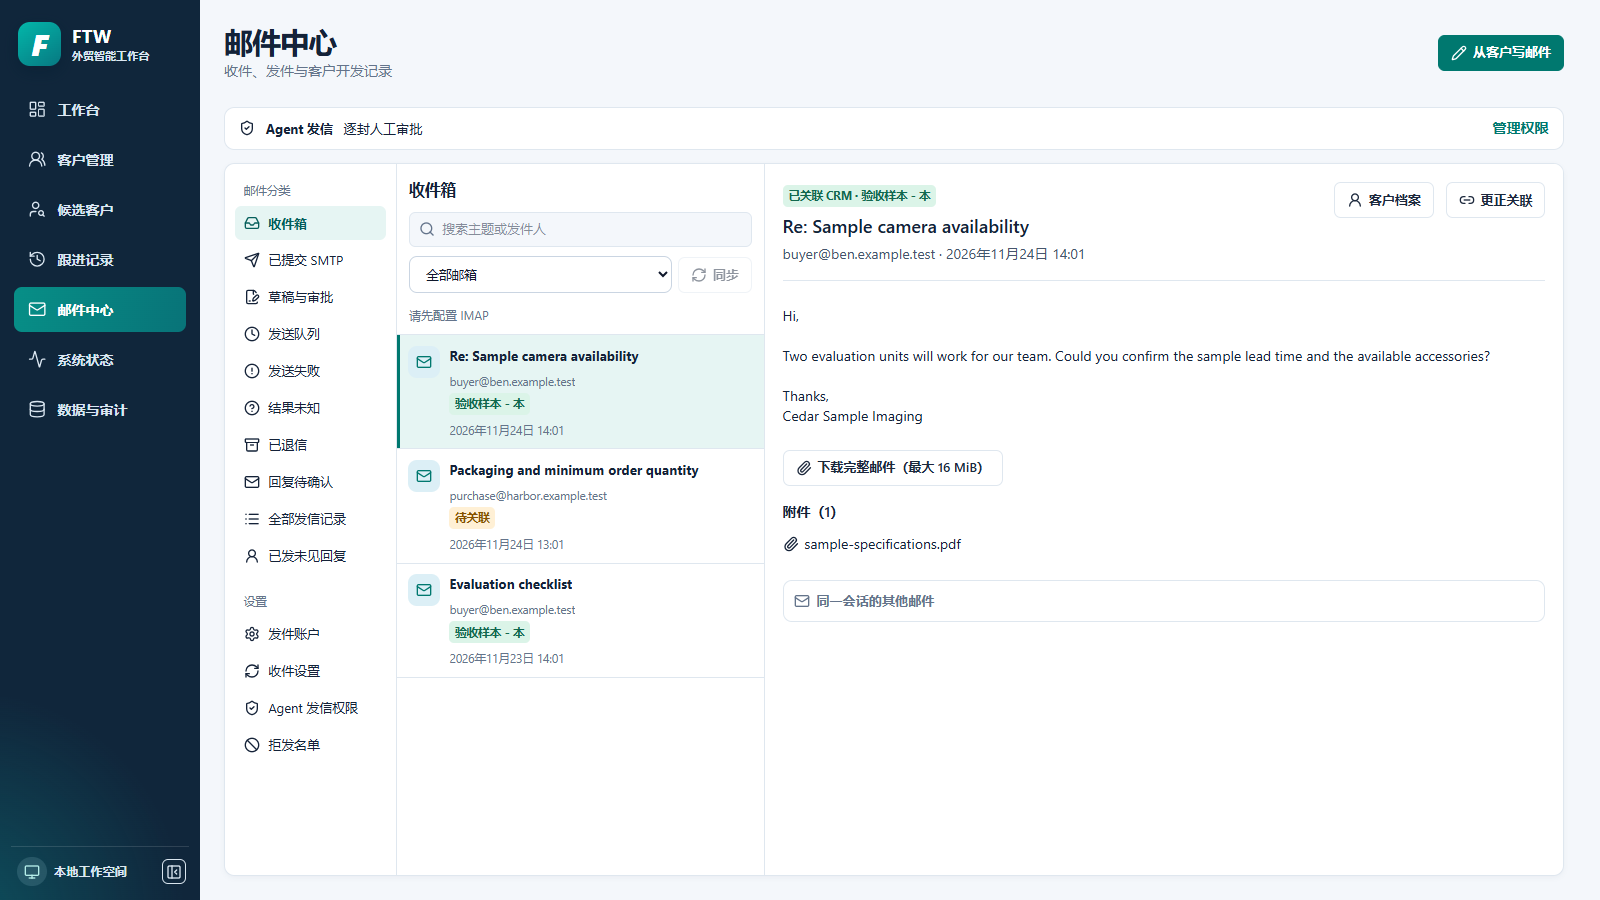 FTW
外贸智能工作台
工作台
客户管理
候选客户
跟进记录
邮件中心
系统状态
数据与审计
本地工作空间
邮件中心
收件、发件与客户开发记录
从客户写邮件
Agent 发信 逐封人工审批
管理权限
邮件分类
收件箱
已提交 SMTP
草稿与审批
发送队列
发送失败
结果未知
已退信
回复待确认
全部发信记录
已发未见回复
设置
发件账户
收件设置
Agent 发信权限
拒发名单
收件箱
搜索主题或发件人
全部邮箱
同步
请先配置 IMAP
Re: Sample camera availability
buyer@ben.example.test
验收样本 - 本
2026年11月24日 14:01
Packaging and minimum order quantity
purchase@harbor.example.test
待关联
2026年11月24日 13:01
Evaluation checklist
buyer@ben.example.test
验收样本 - 本
2026年11月23日 14:01
已关联 CRM · 验收样本 - 本
客户档案
更正关联
Re: Sample camera availability
buyer@ben.example.test · 2026年11月24日 14:01
Hi,
Two evaluation units will work for our team. Could you confirm the sample lead time and the available accessories?
Thanks,
Cedar Sample Imaging
下载完整邮件（最大 16 MiB）
附件（1）
sample-specifications.pdf
同一会话的其他邮件